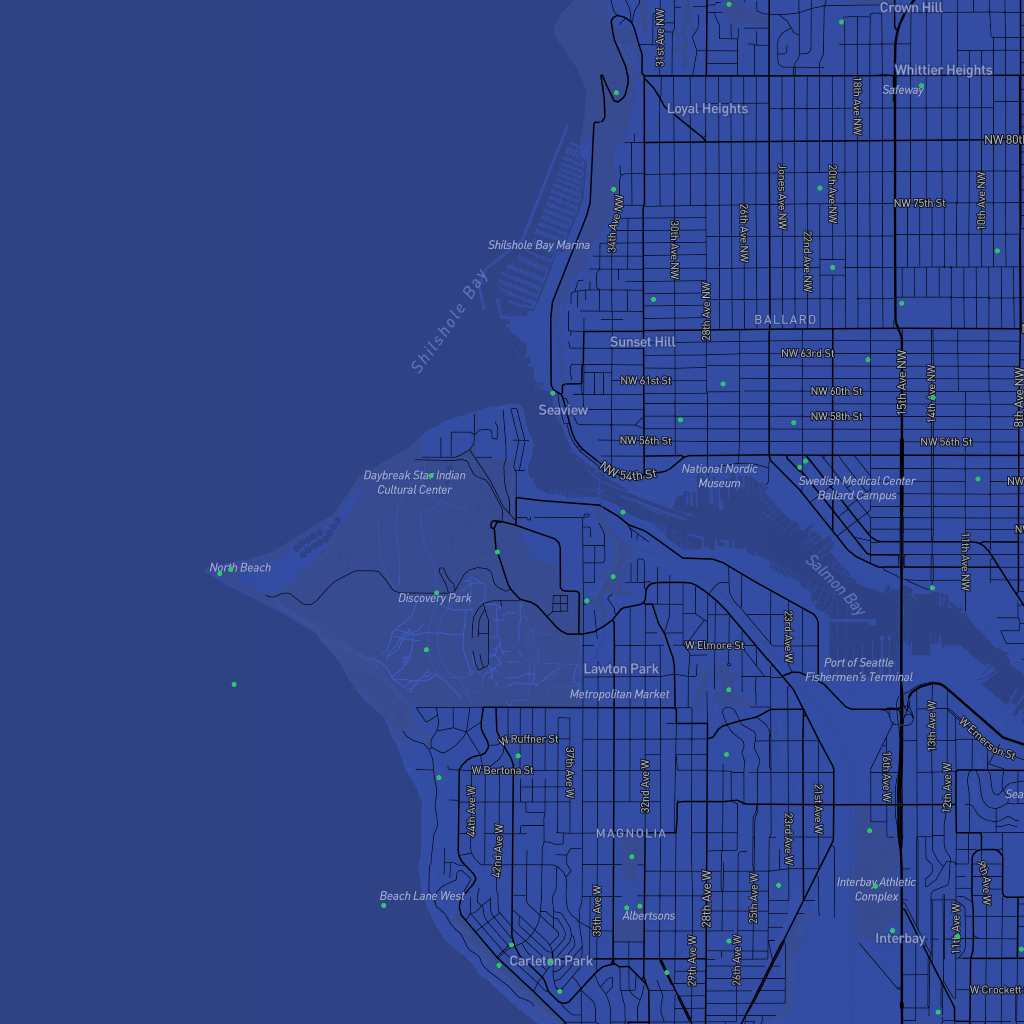 Crown Hill
31st Ave NW
Whittier Heights
Safeway
18th Ave NW
Loyal Heights
NW 80th
Jones Ave NW
20th Ave NW
10th Ave NW
NW 75th St
34th Ave NW
26th Ave NW
30th Ave NW
22nd Ave NW
Shilshole Bay Marina
Shilshole Bay
28th Ave NW
BALLARD
Sunset Hill
NW 63rd St
NW 61st St
15th Ave NW
14th Ave NW
8th Ave NW
NW 60th St
Seaview
NW 58th St
NW 56th St
NW 56th St
NW 54th St
National Nordic
Museum
Daybreak Star Indian
Cultural Center
Swedish Medical Center
Ballard Campus
NW
NW
11th Ave NW
North Beach
Discovery Park
Salmon Bay
23rd Ave W
W Elmore St
Lawton Park
Port of Seattle
Fishermen's Terminal
Metropolitan Market
13th Ave W
W Emerson St
W Ruffner St
37th Ave W
W Bertona St
32nd Ave W
16th Ave W
12th Ave W
44th Ave W
21st Ave W
Sea
MAGNOLIA
42nd Ave W
23rd Ave W
9th Ave W
Interbay Athletic
Complex
Beach Lane West
35th Ave W
28th Ave W
25th Ave W
Albertsons
11th Ave W
Interbay
Carleton Park
29th Ave W
26th Ave W
W Crockett